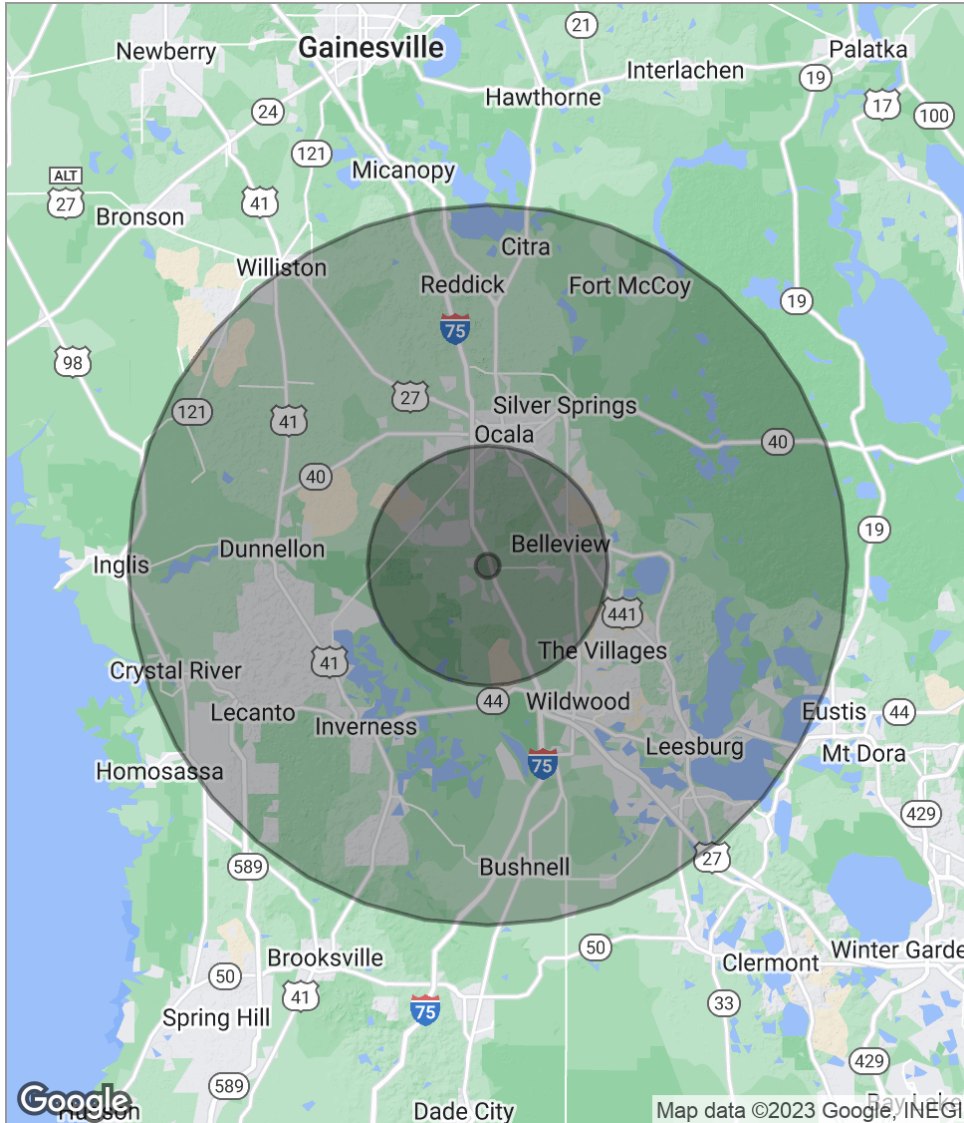 Newberry
Gainesville
21
Palatka
Interlachen
19
Hawthorne
17
24
100
121
Micanopy
ALT
27
41
Bronson
Citra
Williston
Reddick
Fort McCoy
19
75
98
27
Silver Springs
121
41
Ocala
40
40
19
Belleview
Dunnellon
Inglis
441
The Villages
41
Crystal River
44
Wildwood
Lecanto
Inverness
Eustis
44
Leesburg
Mt Dora
75
Homosassa
429
27
Bushnell
589
50
Brooksville
Winter Garde
Clermont
50
41
33
75
Spring Hill
429
589
Google
Dade City
Map data ©2023 Google, INEGI